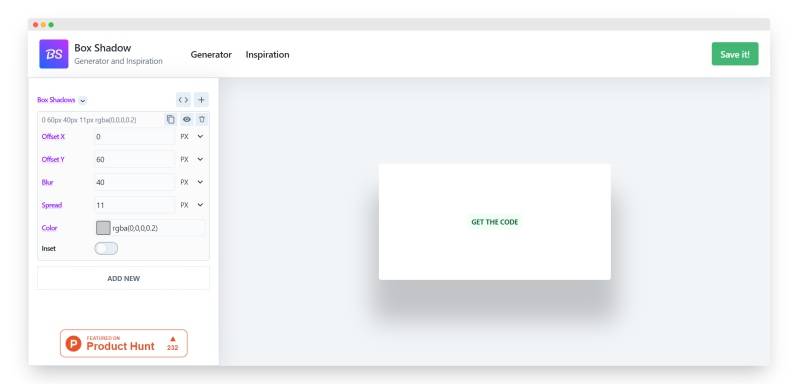 BS
Box Shadow
Generator and Inspiration
Generator
Inspiration
Save it!
Box Shadows
0 60px 40px 11px rgba(0,0,0,0.2)
Offset X 0 PX
Offset Y 60 PX
Blur 40 PX
Spread 11 PX
Color rgba(0,0,0,0.2)
Inset
ADD NEW
P
FEATURED ON
Product Hunt
232
GET THE CODE